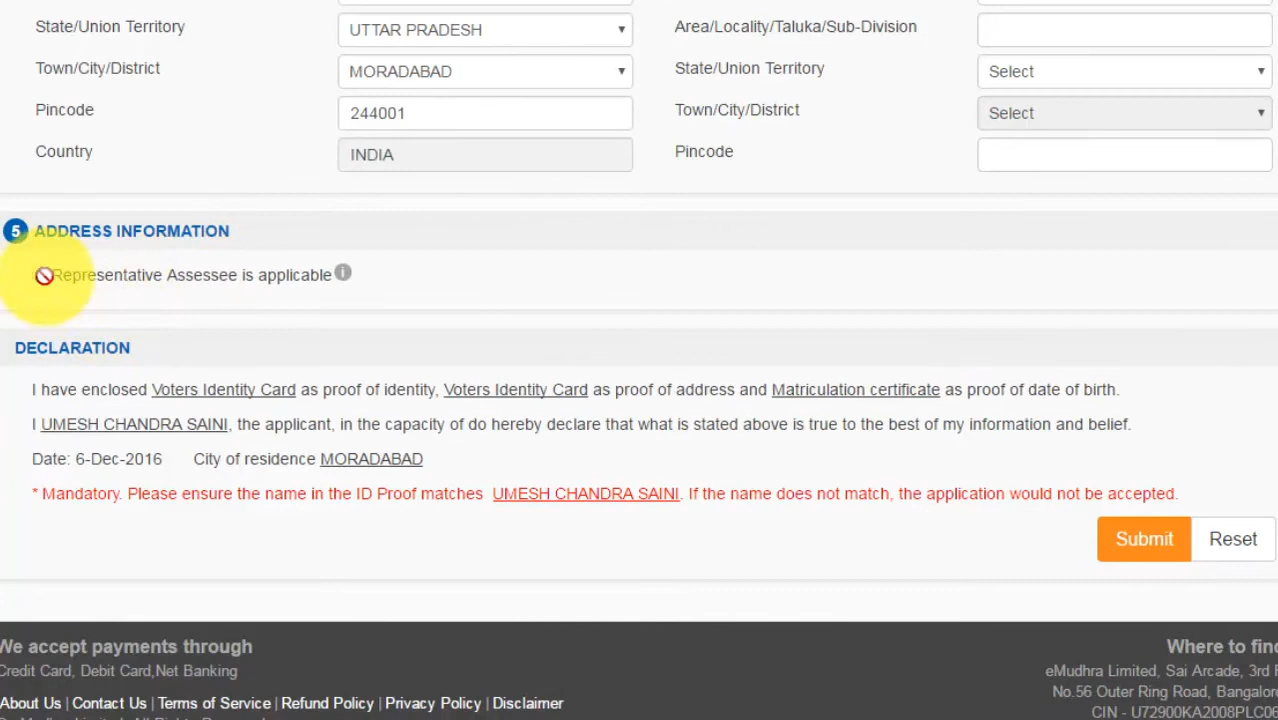 State/Union Territory UTTAR PRADESH Area/Locality/Taluka/Sub-Division
Town/City/District MORADABAD State/Union Territory Select
Pincode 244001 Town/City/District Select
Country INDIA Pincode
5 ADDRESS INFORMATION
Representative Assessee is applicable i
DECLARATION
I have enclosed Voters Identity Card as proof of identity, Voters Identity Card as proof of address and Matriculation certificate as proof of date of birth.
I UMESH CHANDRA SAINI, the applicant, in the capacity of do hereby declare that what is stated above is true to the best of my information and belief.
Date: 6-Dec-2016 City of residence MORADABAD
* Mandatory. Please ensure the name in the ID Proof matches UMESH CHANDRA SAINI. If the name does not match, the application would not be accepted.
Submit Reset
We accept payments through Where to find
Credit Card, Debit Card,Net Banking eMudhra Limited, Sai Arcade, 3rd
No.56 Outer Ring Road, Bangalor
About Us | Contact Us | Terms of Service | Refund Policy | Privacy Policy | Disclaimer
CIN - U72900KA2008PLC06